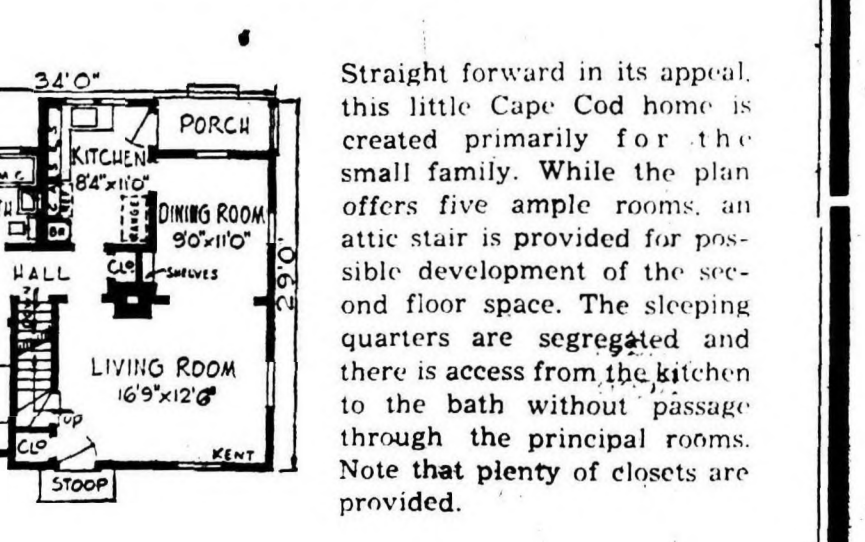 34'0"
PORCH
KITCHEN
8'4"x11'0"
RANGE
DINING ROOM
9'0"x11'0"
29'0"
HALL
CLO
SHELVES
LIVING ROOM
16'9"x12'6"
UP
CLO
KENT
STOOP
Straight forward in its appeal,
this little Cape Cod home is
created primarily for the
small family. While the plan
offers five ample rooms, an
attic stair is provided for pos-
sible development of the sec-
ond floor space. The sleeping
quarters are segregated and
there is access from the kitchen
to the bath without passage
through the principal rooms.
Note that plenty of closets are
provided.